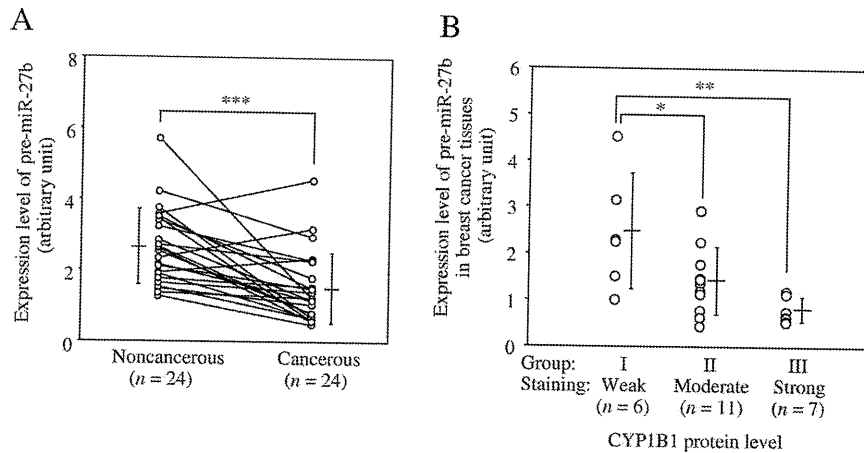 A
Expression level of pre-miR-27b
(arbitrary unit)
8
6
4
2
0
***
Noncancerous
(n = 24)
Cancerous
(n = 24)
B
Expression level of pre-miR-27b
in breast cancer tissues
(arbitrary unit)
6
5
4
3
2
1
0
**
*
Group: I II III
Staining: Weak Moderate Strong
(n = 6) (n = 11) (n = 7)
CYP1B1 protein level